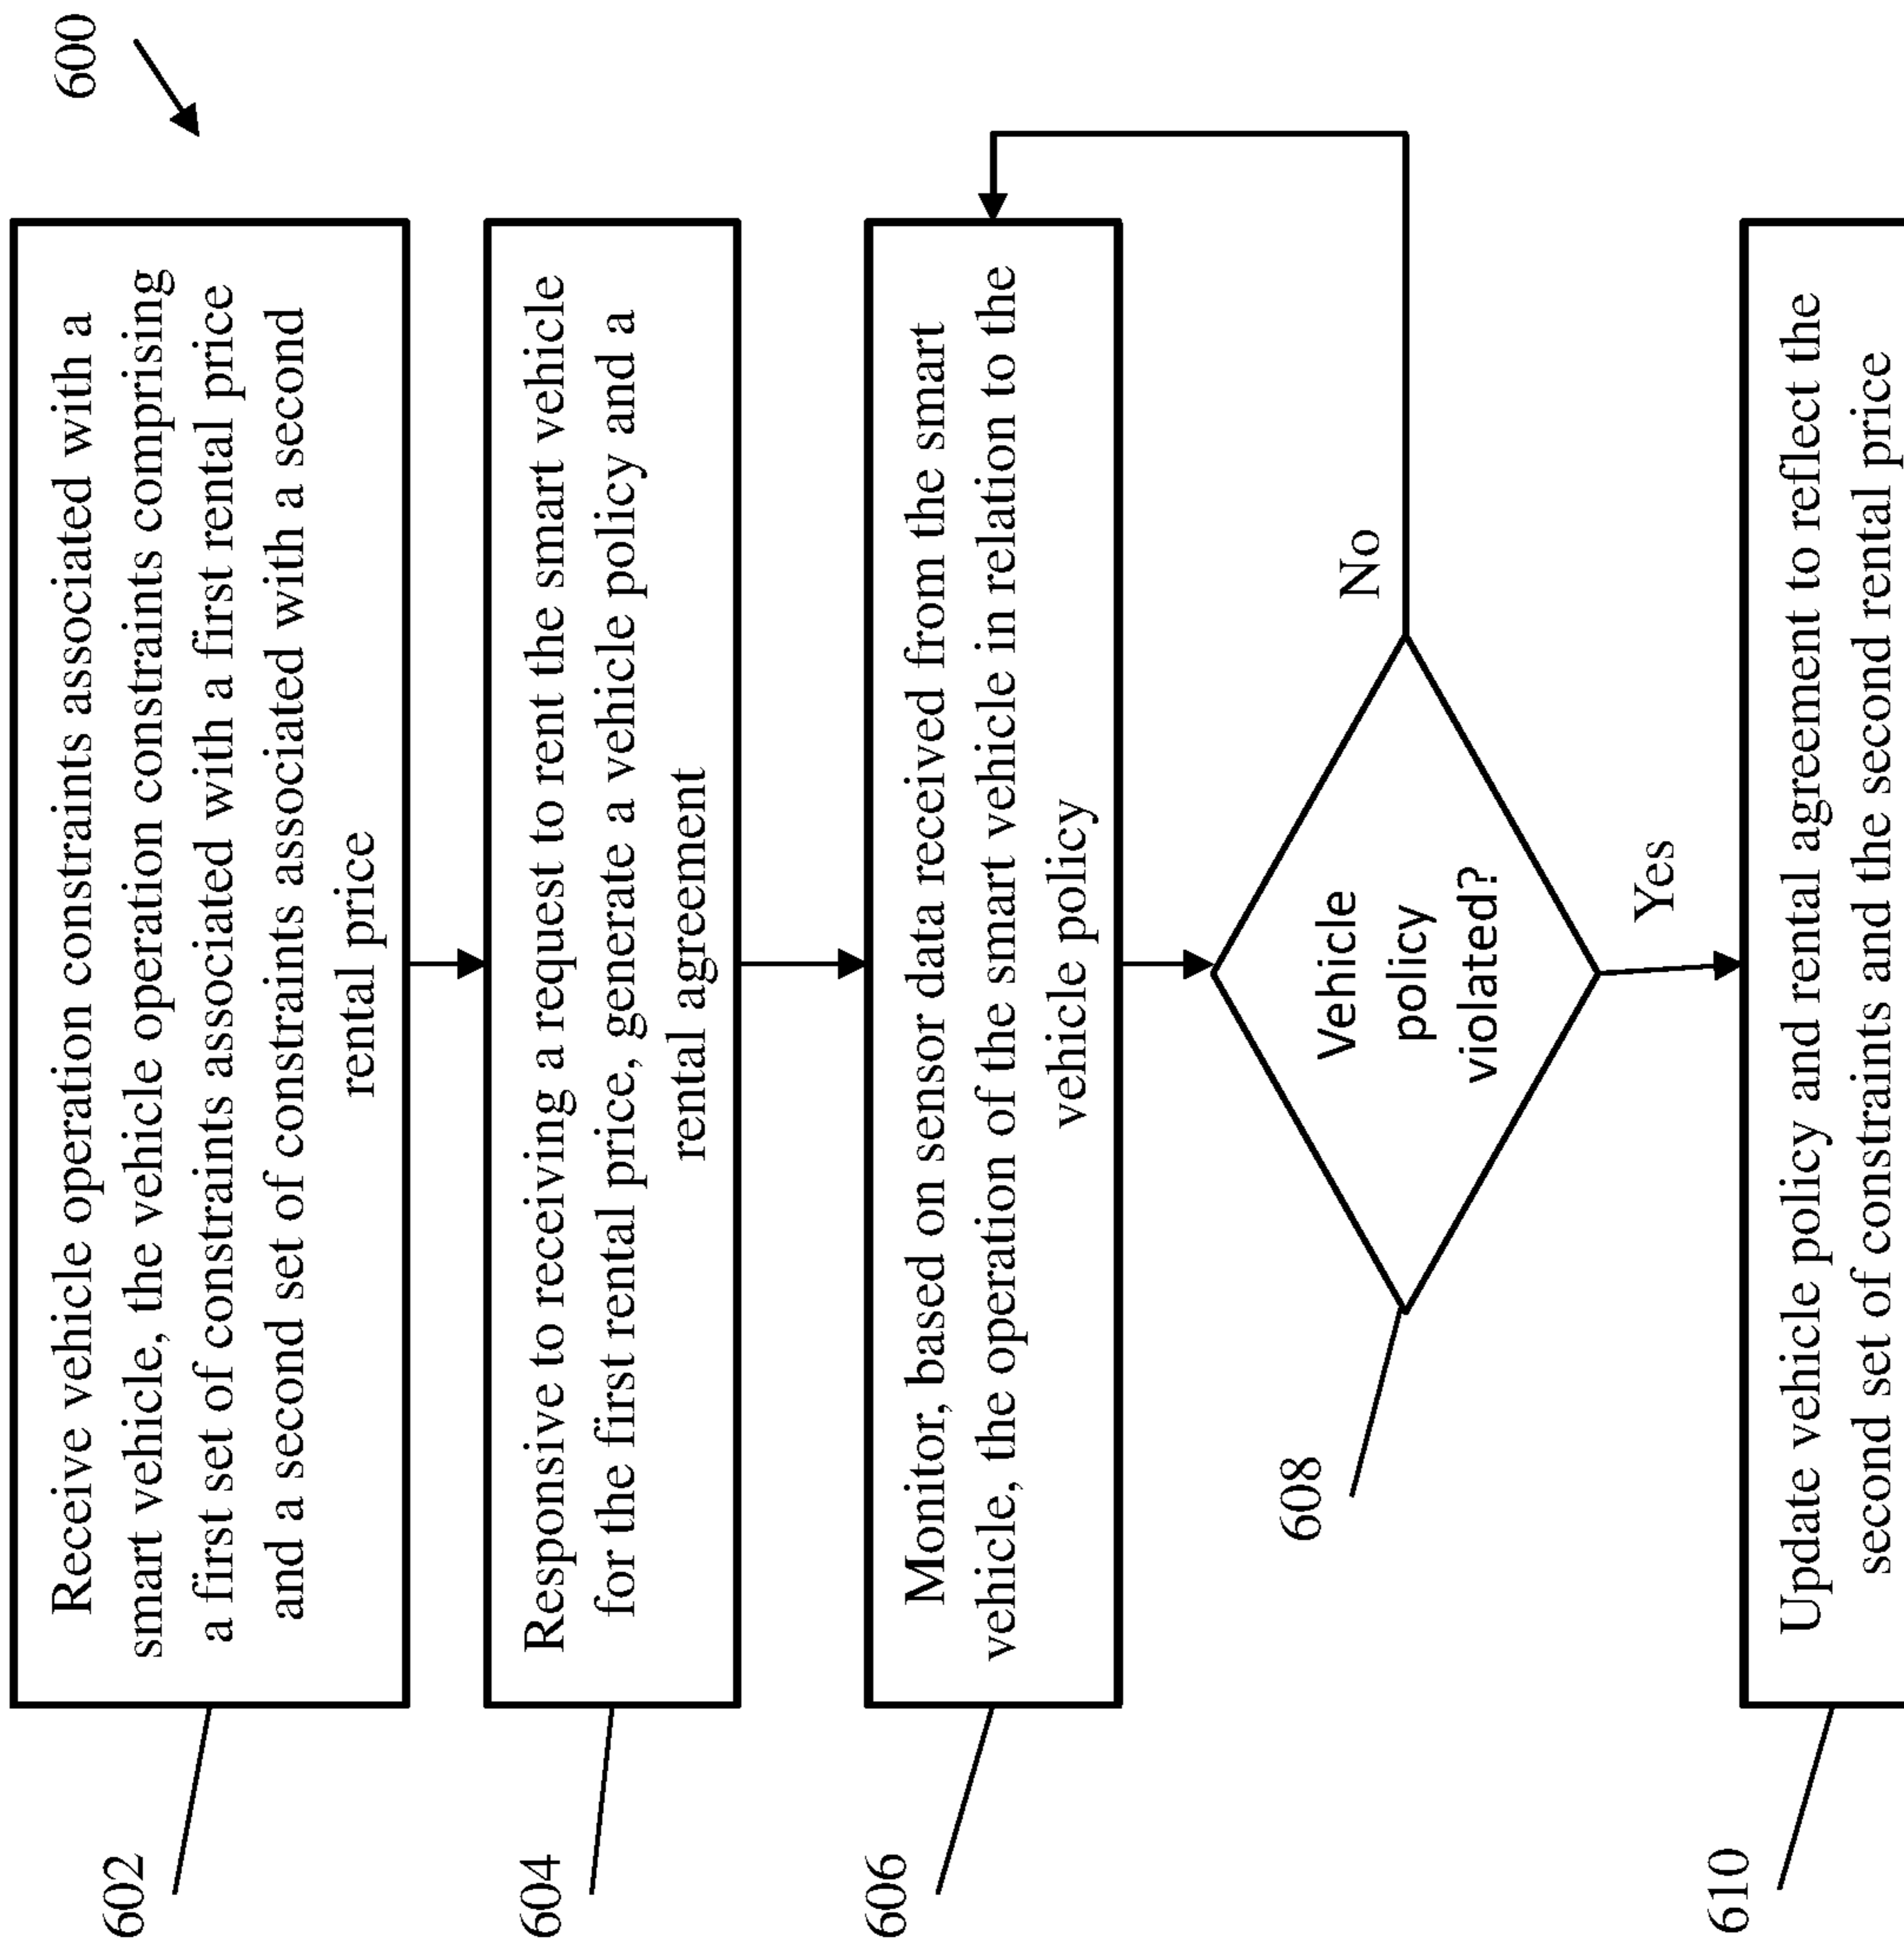 600
602
Receive vehicle operation constraints associated with a
smart vehicle, the vehicle operation constraints comprising
a first set of constraints associated with a first rental price
and a second set of constraints associated with a second
rental price
604
Responsive to receiving a request to rent the smart vehicle
for the first rental price, generate a vehicle policy and a
rental agreement
606
Monitor, based on sensor data received from the smart
vehicle, the operation of the smart vehicle in relation to the
vehicle policy
608
Vehicle
policy
violated?
No
Yes
610
Update vehicle policy and rental agreement to reflect the
second set of constraints and the second rental price